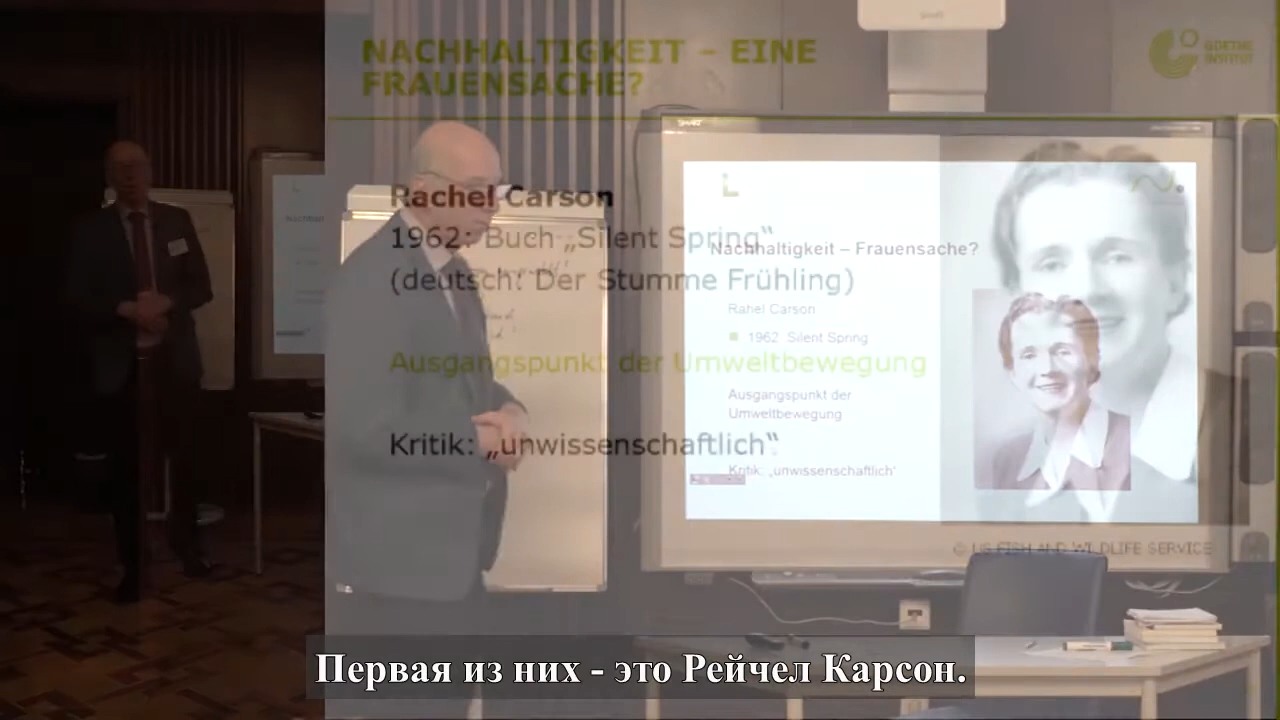 NACHHALTIGKEIT – EINE
FRAUENSACHE?
GOETHE
INSTITUT
Rachel Carson
1962: Buch „Silent Spring“
(deutsch: Der Stumme Frühling)
Ausgangspunkt der Umweltbewegung
Kritik: „unwissenschaftlich“
Nachhaltigkeit – Frauensache?
Rahel Carson
1962 Silent Spring
Ausgangspunkt der
Umweltbewegung
Kritik: „unwissenschaftlich‘
© US FISH AND WILDLIFE SERVICE
Первая из них - это Рейчел Карсон.